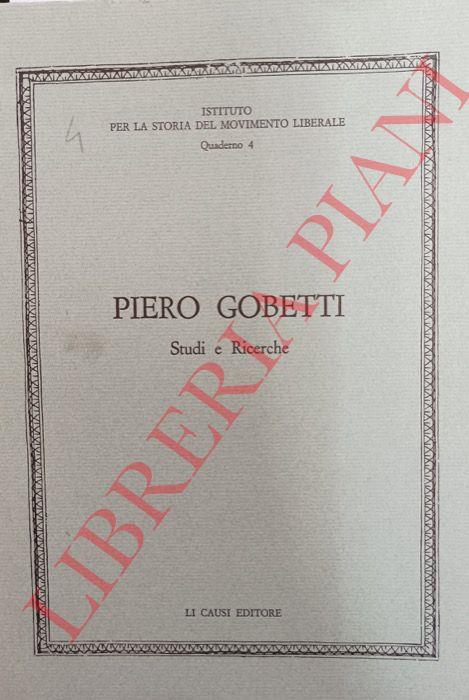 ISTITUTO
PER LA STORIA DEL MOVIMENTO LIBERALE
Quaderno 4
4
PIERO GOBETTI
Studi e Ricerche
LI CAUSI EDITORE
LIBRERIA PIANI